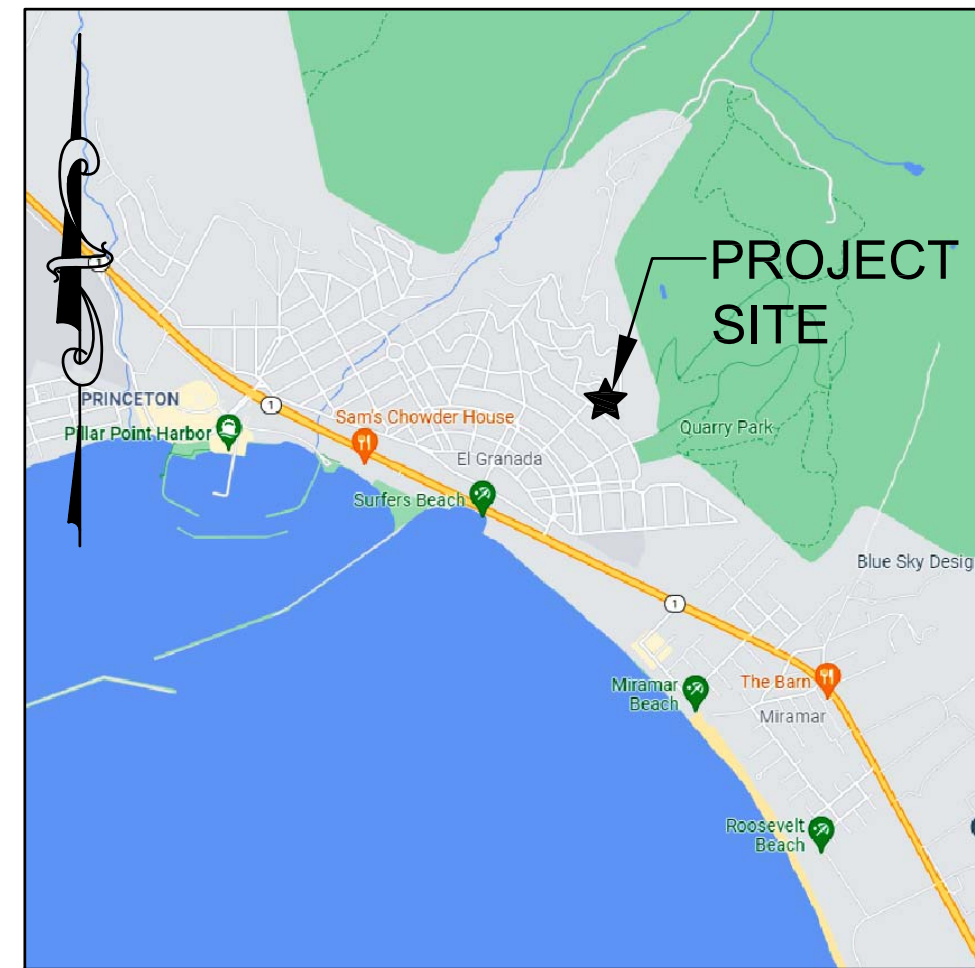 1
PROJECT
SITE
PRINCETON
1
Sam's Chowder House
Pillar Point Harbor
Quarry Park
El Granada
Surfers Beach
Blue Sky Desig
1
Miramar
Beach
The Barn
Miramar
Roosevelt
Beach